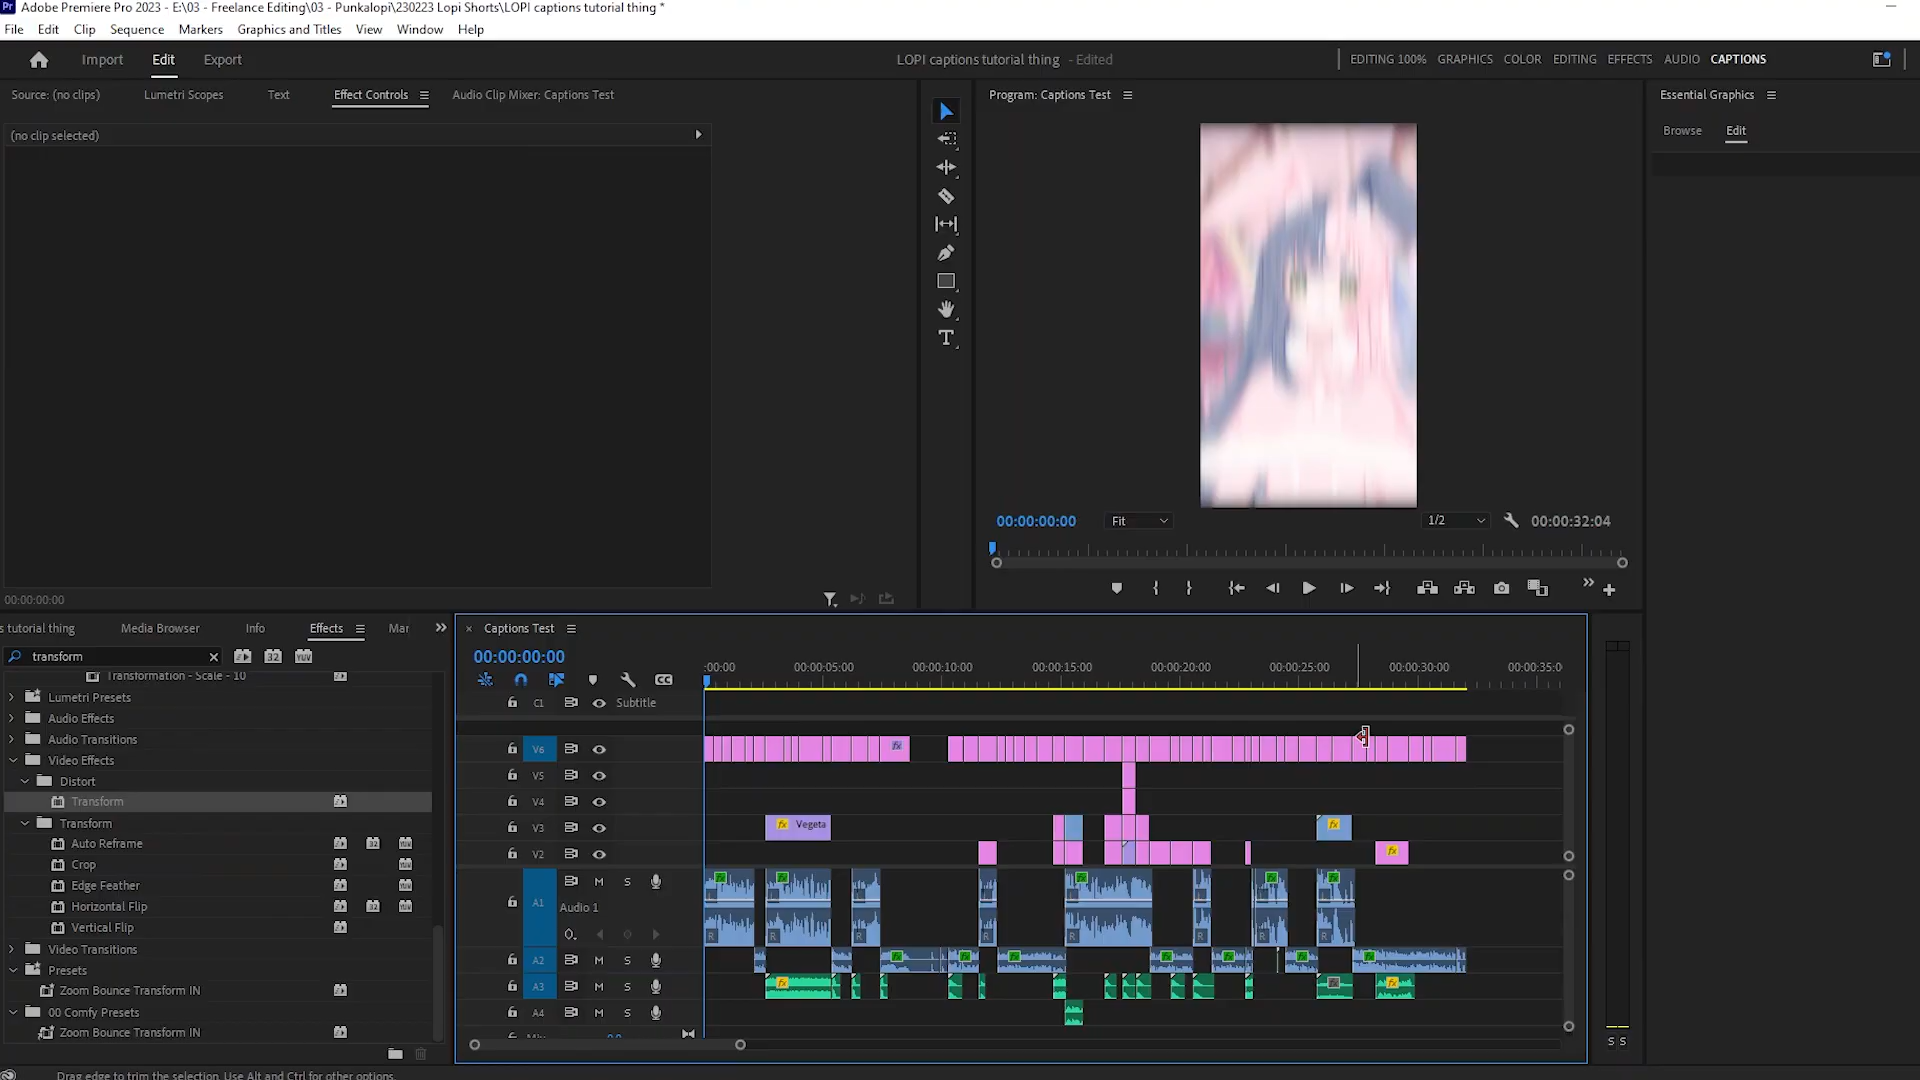 Adobe Premiere Pro 2023 - E:\03 - Freelance Editing\03 - Punkalopi\230223 Lopi Shorts\LOPI captions tutorial thing *
File Edit Clip Sequence Markers Graphics and Titles View Window Help
Import Edit Export
LOPI captions tutorial thing - Edited
EDITING 100% GRAPHICS COLOR EDITING EFFECTS AUDIO CAPTIONS
Source: (no clips) Lumetri Scopes Text Effect Controls Audio Clip Mixer: Captions Test
Program: Captions Test
Essential Graphics
Browse Edit
(no clip selected)
00:00:00:00 Fit 1/2 00:00:32:04
00:00:00:00
s tutorial thing Media Browser Info Effects Mar
Captions Test
transform
00:00:00:00
:00:00 00:00:05:00 00:00:10:00 00:00:15:00 00:00:20:00 00:00:25:00 00:00:30:00 00:00:35:0
Transformation - Scale - 10
Lumetri Presets
Audio Effects
Audio Transitions
Video Effects
Distort
Transform
Transform
Auto Reframe
Crop
Edge Feather
Horizontal Flip
Vertical Flip
Video Transitions
Presets
Zoom Bounce Transform IN
00 Comfy Presets
Zoom Bounce Transform IN
C1 Subtitle
V6
V5
V4
V3 Vegeta
V2
A1 M S
Audio 1
A2 M S
A3 M S
A4 M S
S S
Drag edge to trim the selection. Use Alt and Ctrl for other options.